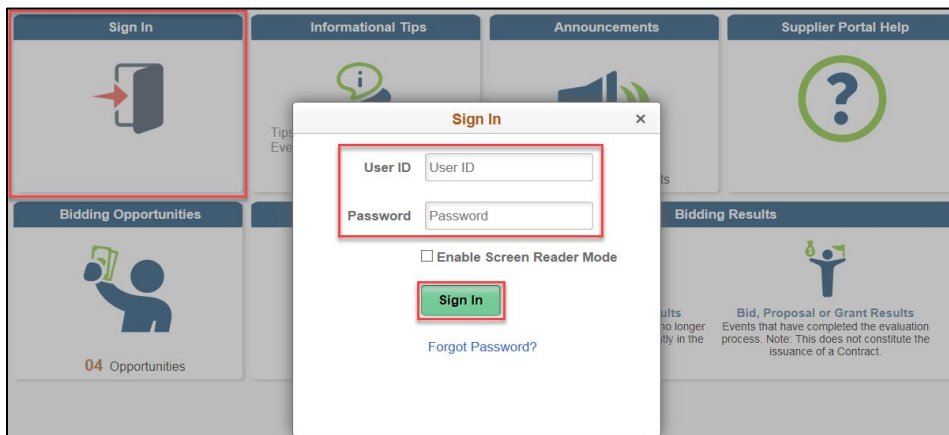 Sign In
Informational Tips
Announcements
Supplier Portal Help
Tips
Eve
ts
Sign In
×
User ID
User ID
Password
Password
Enable Screen Reader Mode
Sign In
Forgot Password?
Bidding Opportunities
04 Opportunities
Bidding Results
ults
no longer
tly in the
Bid, Proposal or Grant Results
Events that have completed the evaluation
process. Note: This does not constitute the
issuance of a Contract.